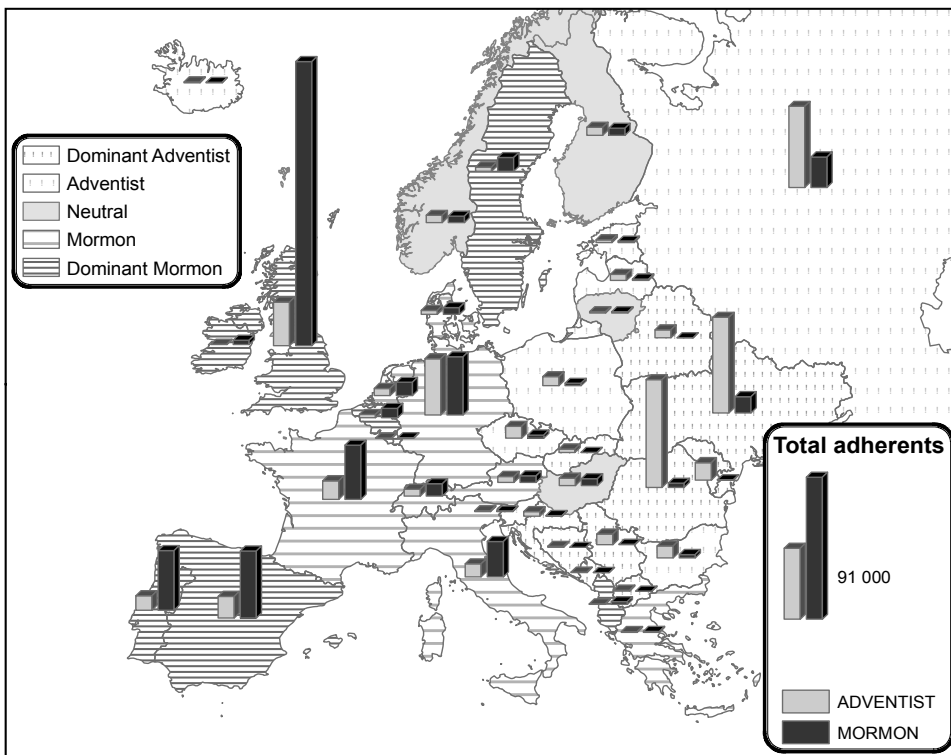 Dominant Adventist
Adventist
Neutral
Mormon
Dominant Mormon
Total adherents
91 000
ADVENTIST
MORMON